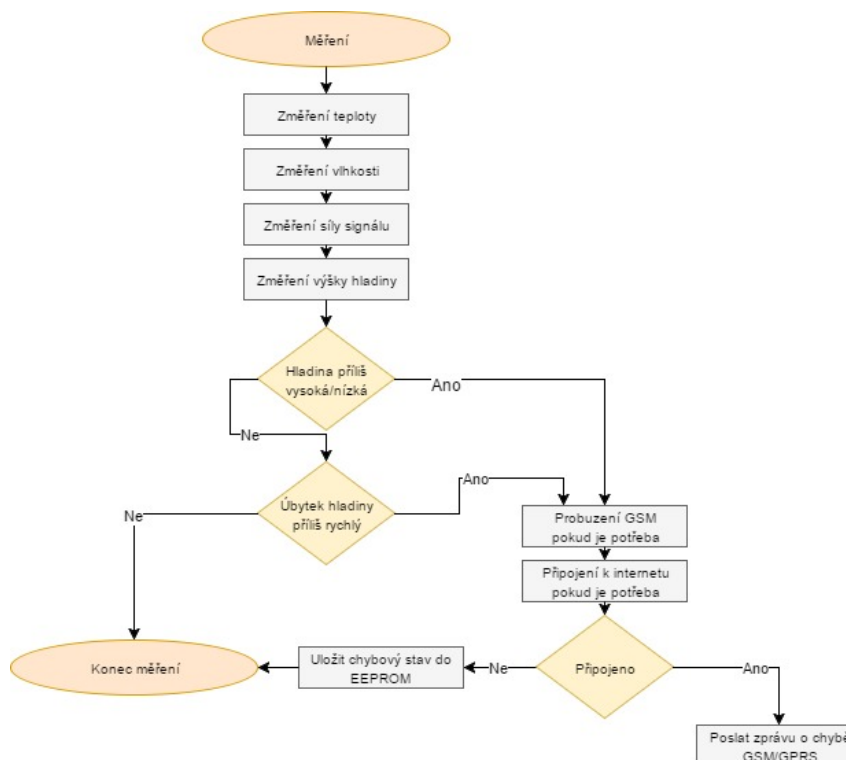 Měření
Změření teploty
Změření vlhkosti
Změření síly signálu
Změření výšky hladiny
Hladina příliš
vysoká/nízká
Ano
Ne
Úbytek hladiny
příliš rychlý
Ano
Ne
Probuzení GSM
pokud je potřeba
Připojení k internetu
pokud je potřeba
Připojeno
Ne
Ano
Uložit chybový stav do
EEPROM
Konec měření
Poslat zprávu o chybě
GSM/GPRS